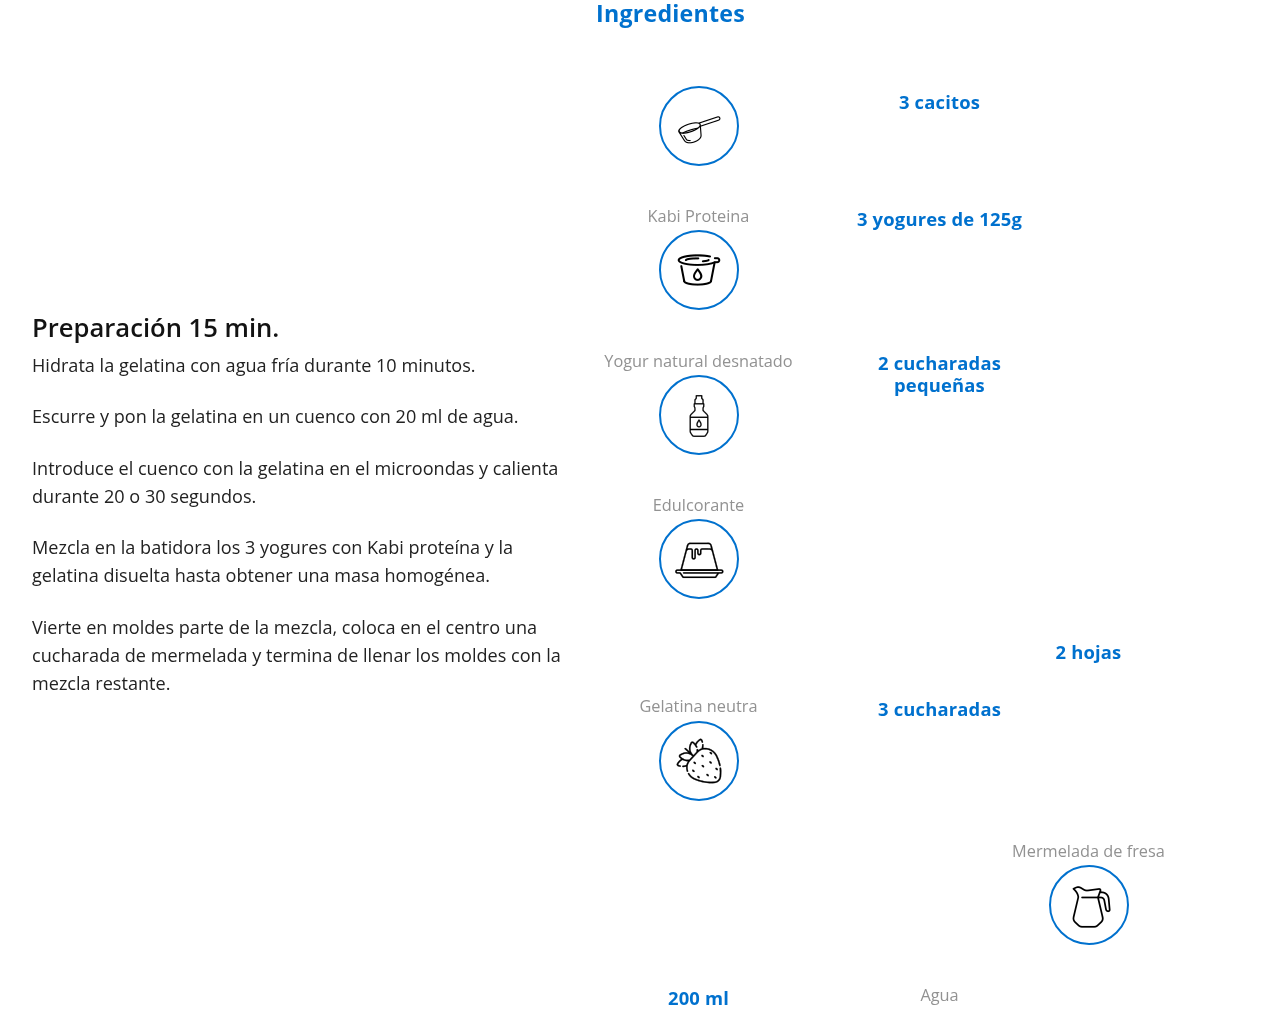 Ingredientes
3 cacitos
Kabi Proteina
3 yogures de 125g
Preparación 15 min.
Hidrata la gelatina con agua fría durante 10 minutos.
Escurre y pon la gelatina en un cuenco con 20 ml de agua.
Introduce el cuenco con la gelatina en el microondas y calienta
durante 20 o 30 segundos.
Mezcla en la batidora los 3 yogures con Kabi proteína y la
gelatina disuelta hasta obtener una masa homogénea.
Vierte en moldes parte de la mezcla, coloca en el centro una
cucharada de mermelada y termina de llenar los moldes con la
mezcla restante.
Yogur natural desnatado
2 cucharadas
pequeñas
Edulcorante
2 hojas
Gelatina neutra
3 cucharadas
Mermelada de fresa
200 ml
Agua